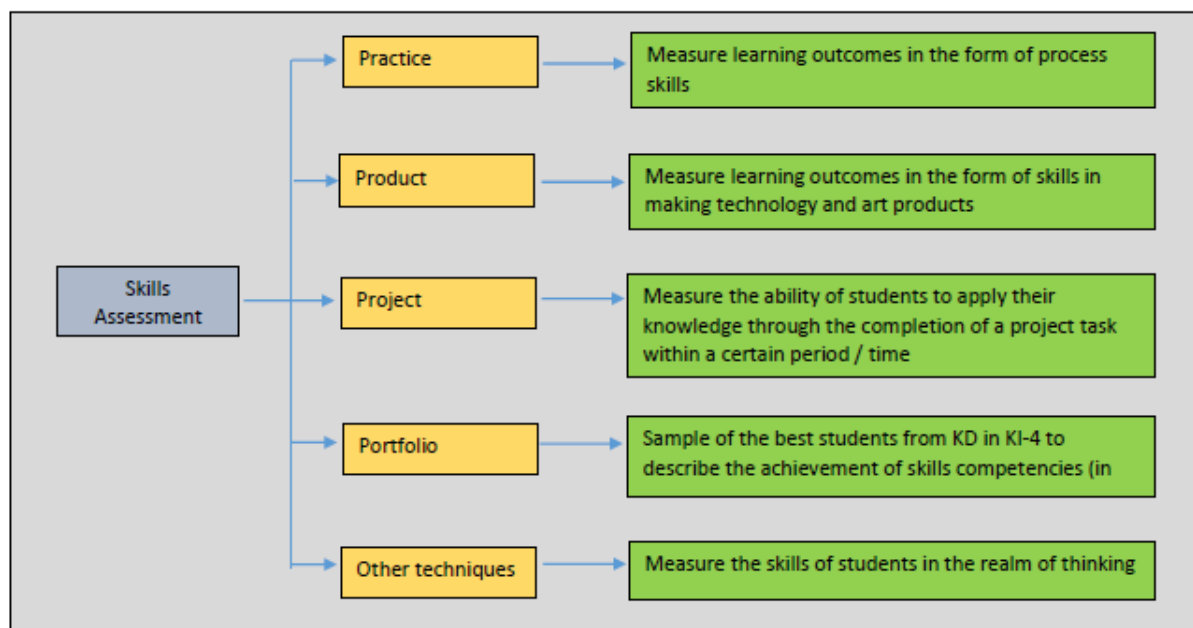 Practice
Measure learning outcomes in the form of process
skills
Product
Measure learning outcomes in the form of skills in
making technology and art products
Skills
Assessment
Project
Measure the ability of students to apply their
knowledge through the completion of a project task
within a certain period / time
Portfolio
Sample of the best students from KD in KI-4 to
describe the achievement of skills competencies (in
Other techniques
Measure the skills of students in the realm of thinking